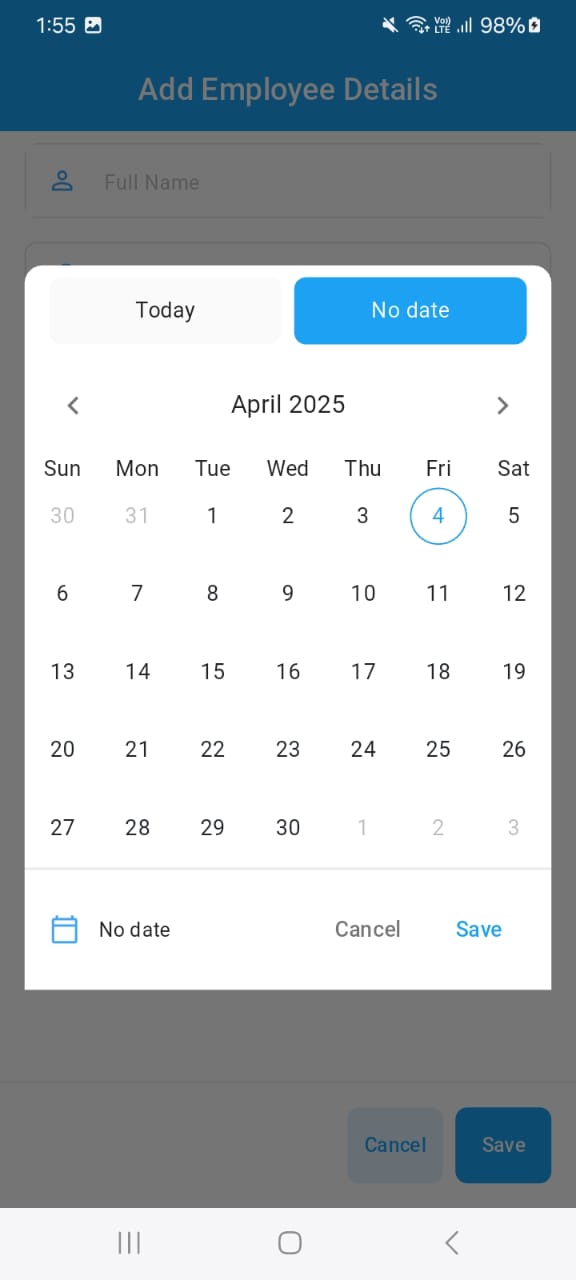 1:55 Vo)) LTE 98%
Add Employee Details
Full Name
Today No date
April 2025
Sun Mon Tue Wed Thu Fri Sat
30 31 1 2 3 4 5
6 7 8 9 10 11 12
13 14 15 16 17 18 19
20 21 22 23 24 25 26
27 28 29 30 1 2 3
No date Cancel Save
Cancel Save